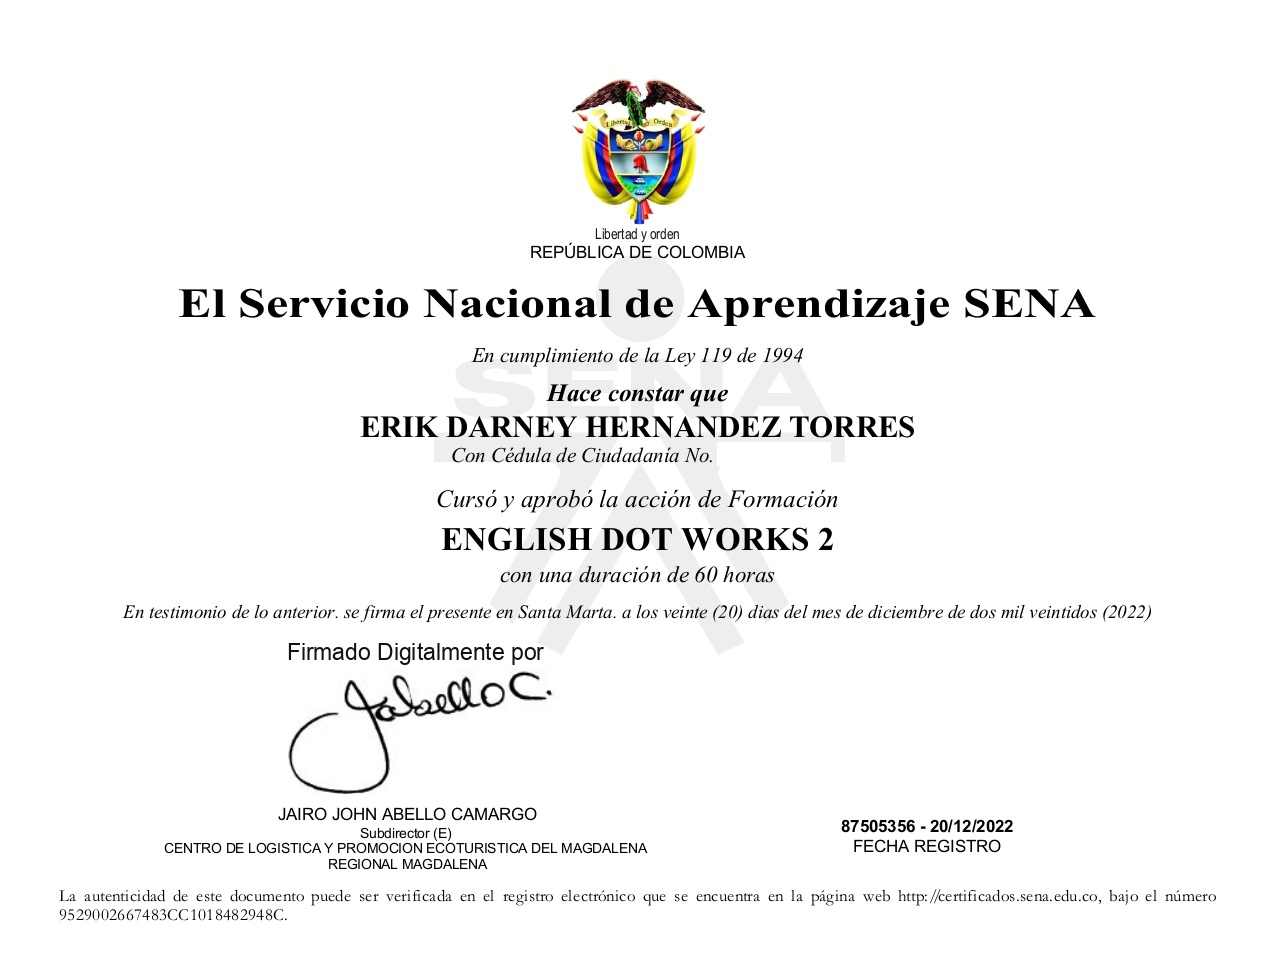 Libertad y Orden
Libertad y orden
REPÚBLICA DE COLOMBIA
El Servicio Nacional de Aprendizaje SENA
En cumplimiento de la Ley 119 de 1994
SENA
Hace constar que
ERIK DARNEY HERNANDEZ TORRES
Con Cédula de Ciudadanía No.
Cursó y aprobó la acción de Formación
ENGLISH DOT WORKS 2
con una duración de 60 horas
En testimonio de lo anterior. se firma el presente en Santa Marta. a los veinte (20) dias del mes de diciembre de dos mil veintidos (2022)
Firmado Digitalmente por
Jabello C.
JAIRO JOHN ABELLO CAMARGO
Subdirector (E)
CENTRO DE LOGISTICA Y PROMOCION ECOTURISTICA DEL MAGDALENA
REGIONAL MAGDALENA
87505356 - 20/12/2022
FECHA REGISTRO
La autenticidad de este documento puede ser verificada en el registro electrónico que se encuentra en la página web http://certificados.sena.edu.co, bajo el número
9529002667483CC1018482948C.